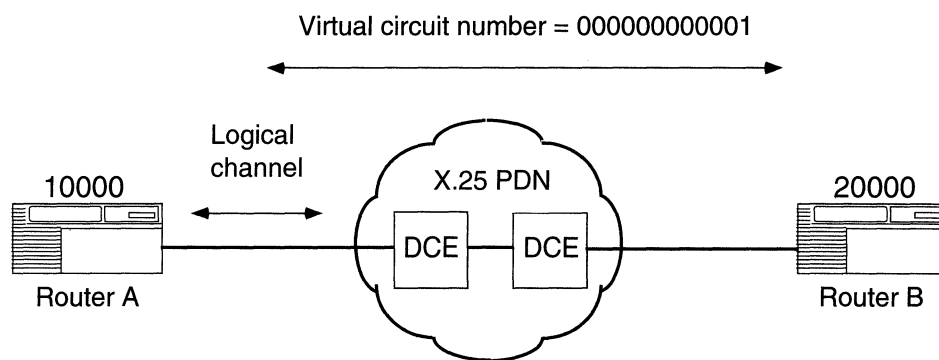 Virtual circuit number = 000000000001
Logical
channel
10000
X.25 PDN
20000
DCE
DCE
Router A
Router B